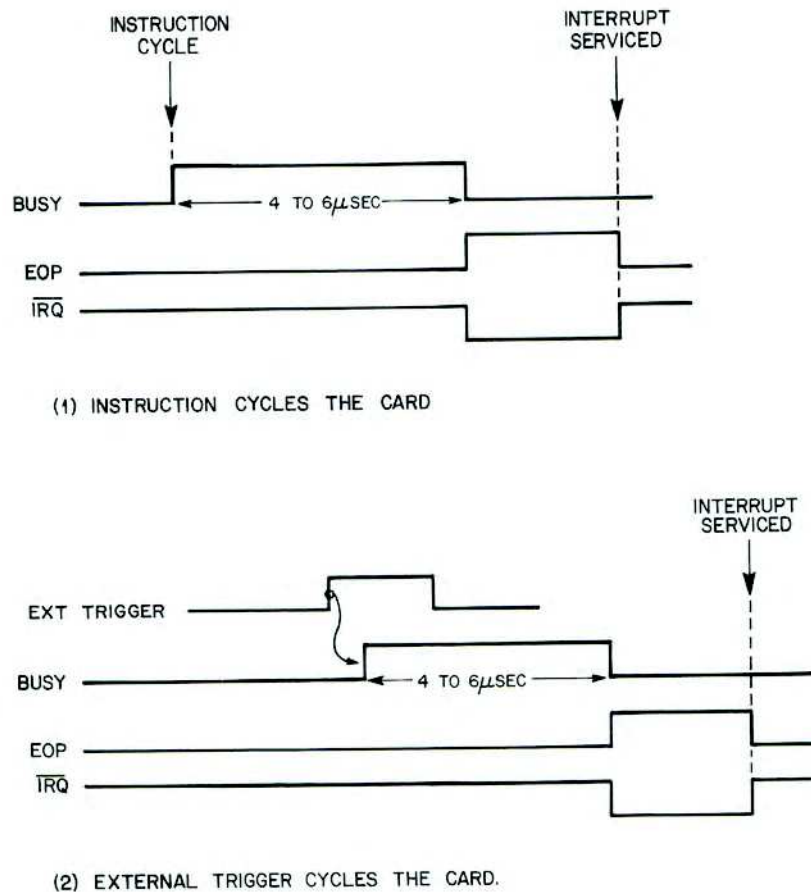 INSTRUCTION
CYCLE
INTERRUPT
SERVICED
BUSY
4 TO 6μSEC
EOP
IRQ
(1) INSTRUCTION CYCLES THE CARD
INTERRUPT
SERVICED
EXT TRIGGER
BUSY
4 TO 6μSEC
EOP
IRQ
(2) EXTERNAL TRIGGER CYCLES THE CARD.